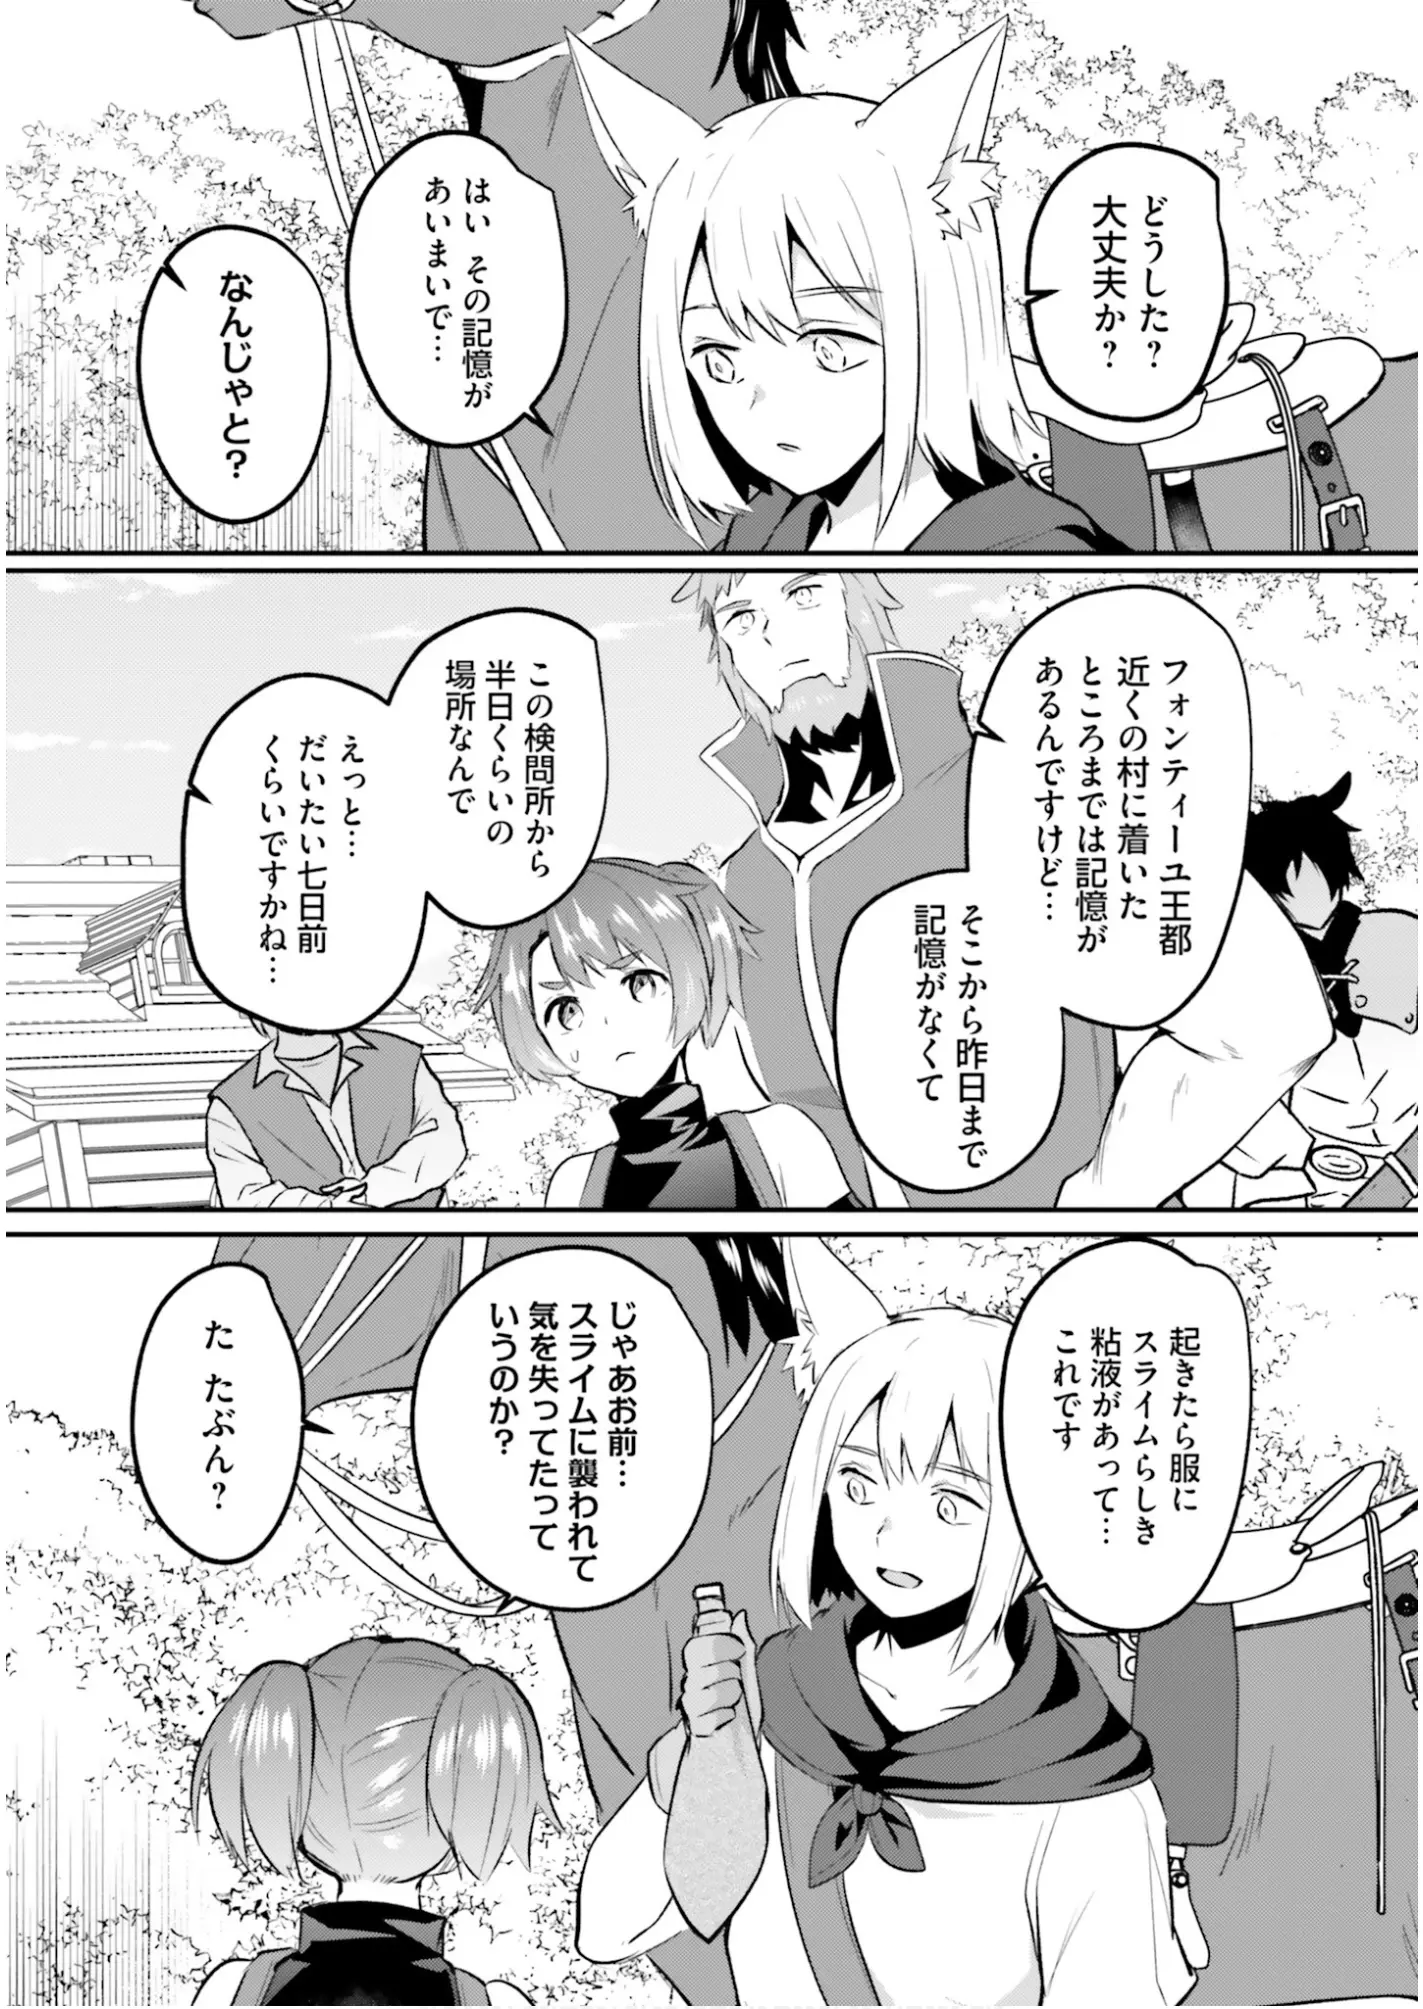 どうした？
大丈夫か？
はい その記憶が
あいまいで…
なんじゃと？
フォンティーユ王都
近くの村に着いた
ところまでは記憶が
あるんですけど…
そこから昨日まで
記憶がなくて
この検問所から
半日くらいの
場所なんで
えっと…
だいたい七日前
くらいですかね…
起きたら服に
スライムらしき
粘液があって…
これです
じゃあお前…
スライムに襲われて
気を失ってたって
いうのか？
た たぶん？